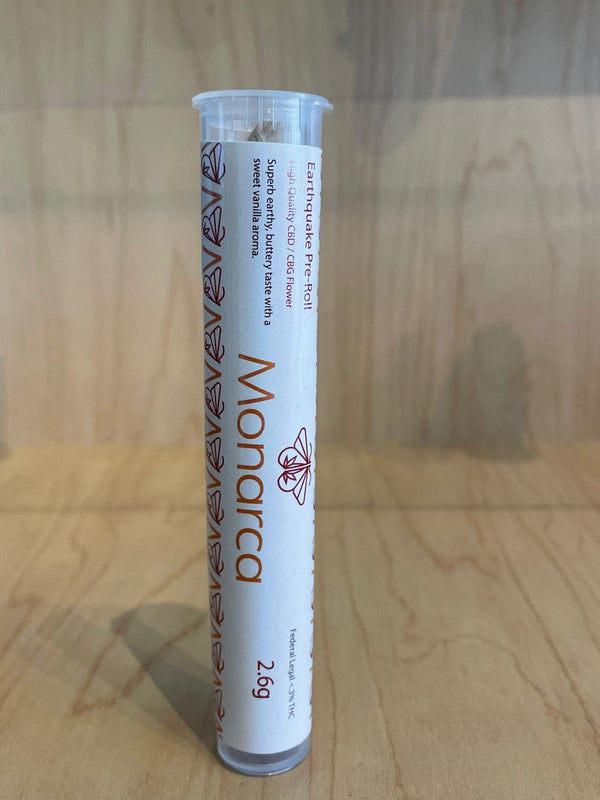 Earthquake Pre-Roll
High Quality CBD / CBG Flower
Superb earthy, buttery taste with a
sweet vanilla aroma.
Monarca
Federal Legal <.3% THC
2.6g